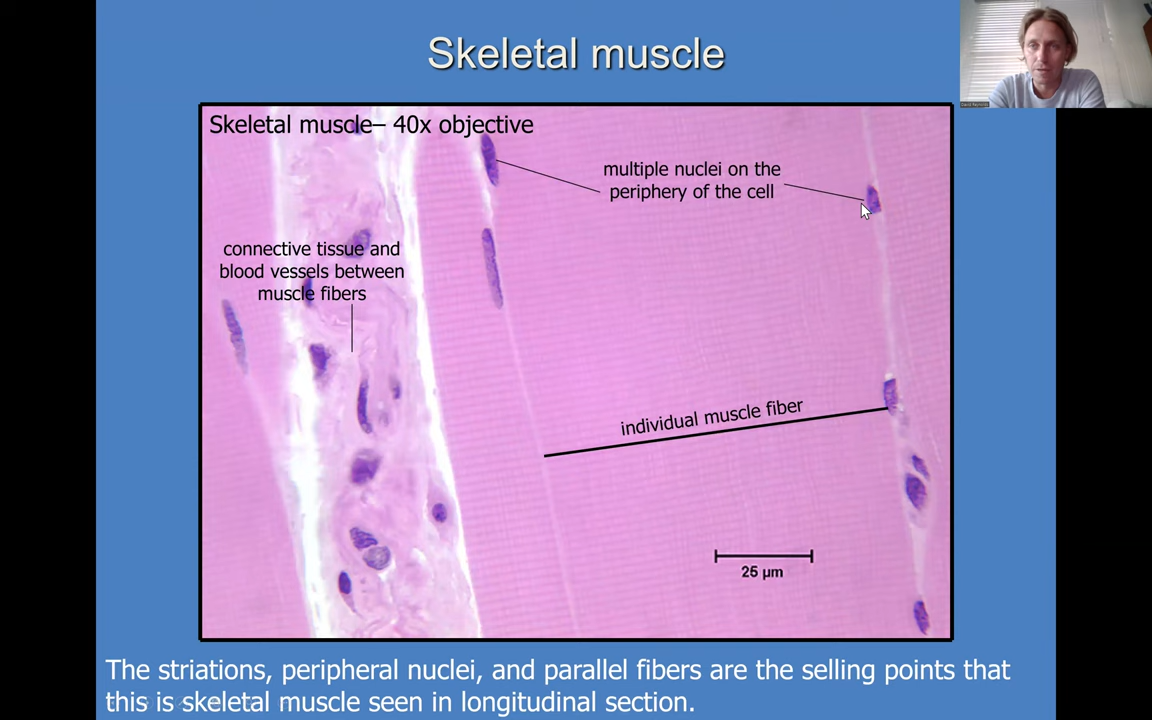 Skeletal muscle
Skeletal muscle– 40x objective
multiple nuclei on the
periphery of the cell
connective tissue and
blood vessels between
muscle fibers
individual muscle fiber
25 µm
The striations, peripheral nuclei, and parallel fibers are the selling points that
this is skeletal muscle seen in longitudinal section.